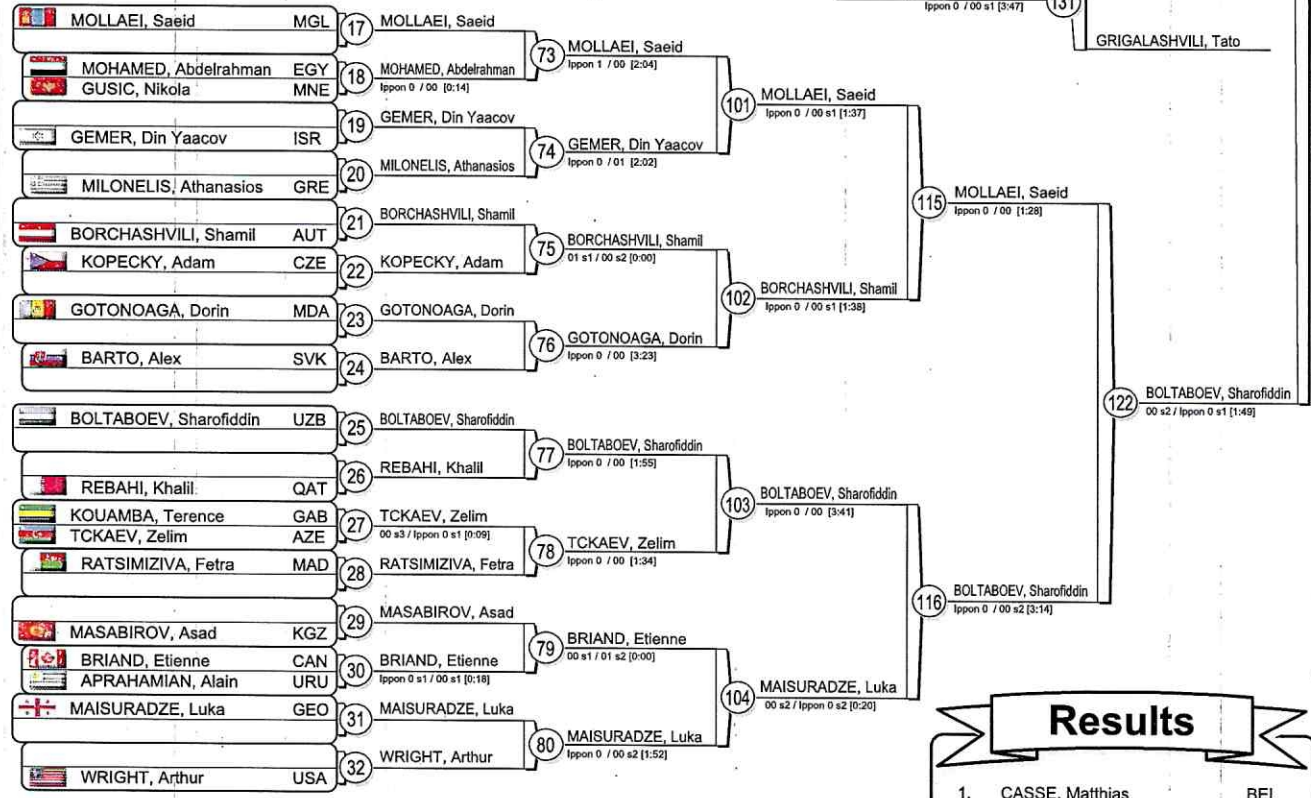 Ippon 0 / 00 s1 [3:47]
131
GRIGALASHVILI, Tato
MOLLAEI, Saeid MGL
17
MOLLAEI, Saeid
MOHAMED, Abdelrahman EGY
GUSIC, Nikola MNE
18
MOHAMED, Abdelrahman
Ippon 0 / 00 [0:14]
73
MOLLAEI, Saeid
Ippon 1 / 00 [2:04]
GEMER, Din Yaacov ISR
19
GEMER, Din Yaacov
MILONELIS, Athanasios GRE
20
MILONELIS, Athanasios
74
GEMER, Din Yaacov
Ippon 0 / 01 [2:02]
101
MOLLAEI, Saeid
Ippon 0 / 00 s1 [1:37]
BORCHASHVILI, Shamil AUT
21
BORCHASHVILI, Shamil
KOPECKY, Adam CZE
22
KOPECKY, Adam
75
BORCHASHVILI, Shamil
01 s1 / 00 s2 [0:00]
GOTONOAGA, Dorin MDA
23
GOTONOAGA, Dorin
BARTO, Alex SVK
24
BARTO, Alex
76
GOTONOAGA, Dorin
Ippon 0 / 00 [3:23]
102
BORCHASHVILI, Shamil
Ippon 0 / 00 s1 [1:38]
115
MOLLAEI, Saeid
Ippon 0 / 00 [1:28]
BOLTABOEV, Sharofiddin UZB
25
BOLTABOEV, Sharofiddin
REBAHI, Khalil QAT
26
REBAHI, Khalil
77
BOLTABOEV, Sharofiddin
Ippon 0 / 00 [1:55]
KOUAMBA, Terence GAB
TCKAEV, Zelim AZE
27
TCKAEV, Zelim
00 s3 / Ippon 0 s1 [0:09]
RATSIMIZIVA, Fetra MAD
28
RATSIMIZIVA, Fetra
78
TCKAEV, Zelim
Ippon 0 / 00 [1:34]
103
BOLTABOEV, Sharofiddin
Ippon 0 / 00 [3:41]
MASABIROV, Asad KGZ
29
MASABIROV, Asad
BRIAND, Etienne CAN
APRAHAMIAN, Alain URU
30
BRIAND, Etienne
Ippon 0 s1 / 00 s1 [0:18]
79
BRIAND, Etienne
00 s1 / 01 s2 [0:00]
MAISURADZE, Luka GEO
31
MAISURADZE, Luka
WRIGHT, Arthur USA
32
WRIGHT, Arthur
80
MAISURADZE, Luka
Ippon 0 / 00 s2 [1:52]
104
MAISURADZE, Luka
00 s2 / Ippon 0 s2 [0:20]
116
BOLTABOEV, Sharofiddin
Ippon 0 / 00 s2 [3:14]
122
BOLTABOEV, Sharofiddin
00 s2 / Ippon 0 s1 [1:49]
Results
1. CASSE, Matthias BEL